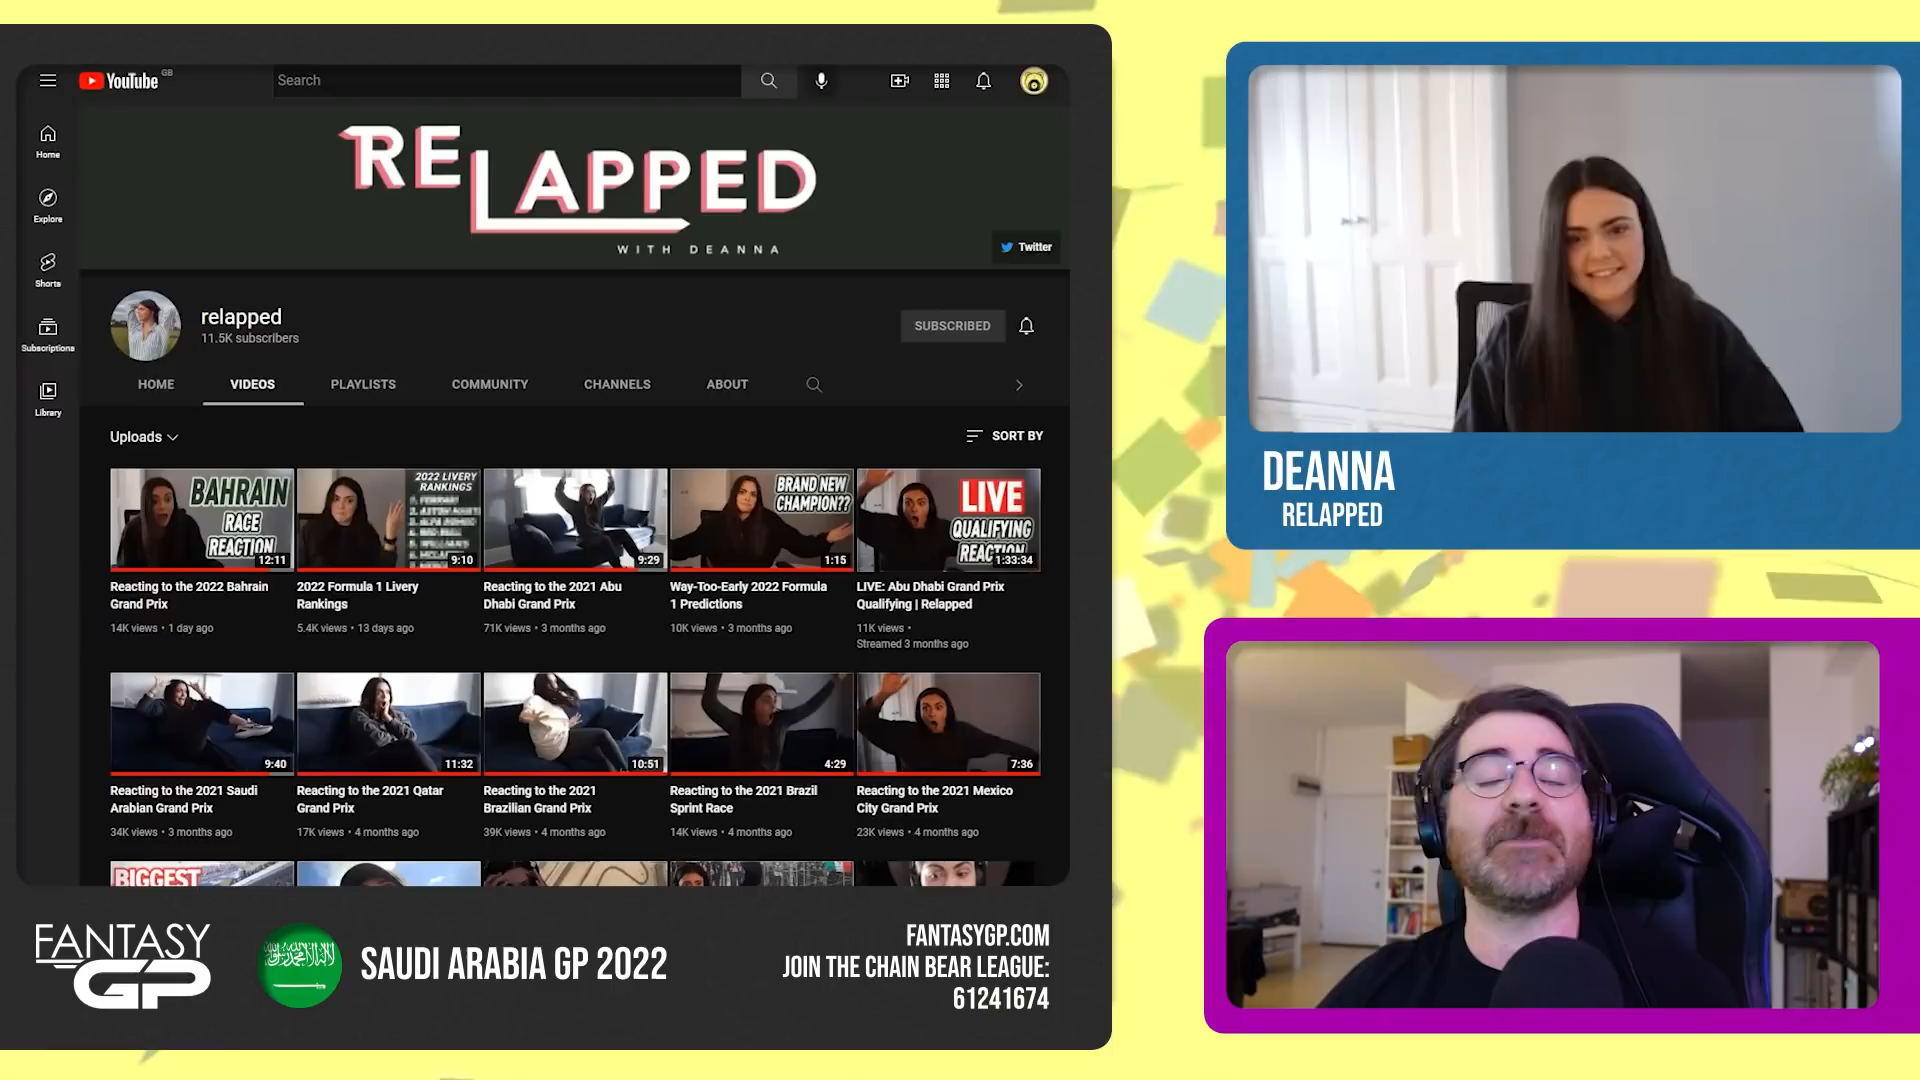 YouTube GB
Search
Home
Explore
Shorts
Subscriptions
Library
RELAPPED
WITH DEANNA
Twitter
relapped
11.5K subscribers
SUBSCRIBED
HOME
VIDEOS
PLAYLISTS
COMMUNITY
CHANNELS
ABOUT
Uploads
SORT BY
BAHRAIN
RACE
REACTION
12:11
Reacting to the 2022 Bahrain
Grand Prix
14K views • 1 day ago
2022 LIVERY
RANKINGS
9:10
2022 Formula 1 Livery
Rankings
5.4K views • 13 days ago
9:29
Reacting to the 2021 Abu
Dhabi Grand Prix
71K views • 3 months ago
BRAND NEW
CHAMPION??
1:15
Way-Too-Early 2022 Formula
1 Predictions
10K views • 3 months ago
LIVE
QUALIFYING
REACTION
1:33:34
LIVE: Abu Dhabi Grand Prix
Qualifying | Relapped
11K views •
Streamed 3 months ago
9:40
Reacting to the 2021 Saudi
Arabian Grand Prix
34K views • 3 months ago
11:32
Reacting to the 2021 Qatar
Grand Prix
17K views • 4 months ago
10:51
Reacting to the 2021
Brazilian Grand Prix
39K views • 4 months ago
4:29
Reacting to the 2021 Brazil
Sprint Race
14K views • 4 months ago
7:36
Reacting to the 2021 Mexico
City Grand Prix
23K views • 4 months ago
BIGGEST
FANTASY
GP
SAUDI ARABIA GP 2022
FANTASYGP.COM
JOIN THE CHAIN BEAR LEAGUE:
61241674
DEANNA
RELAPPED